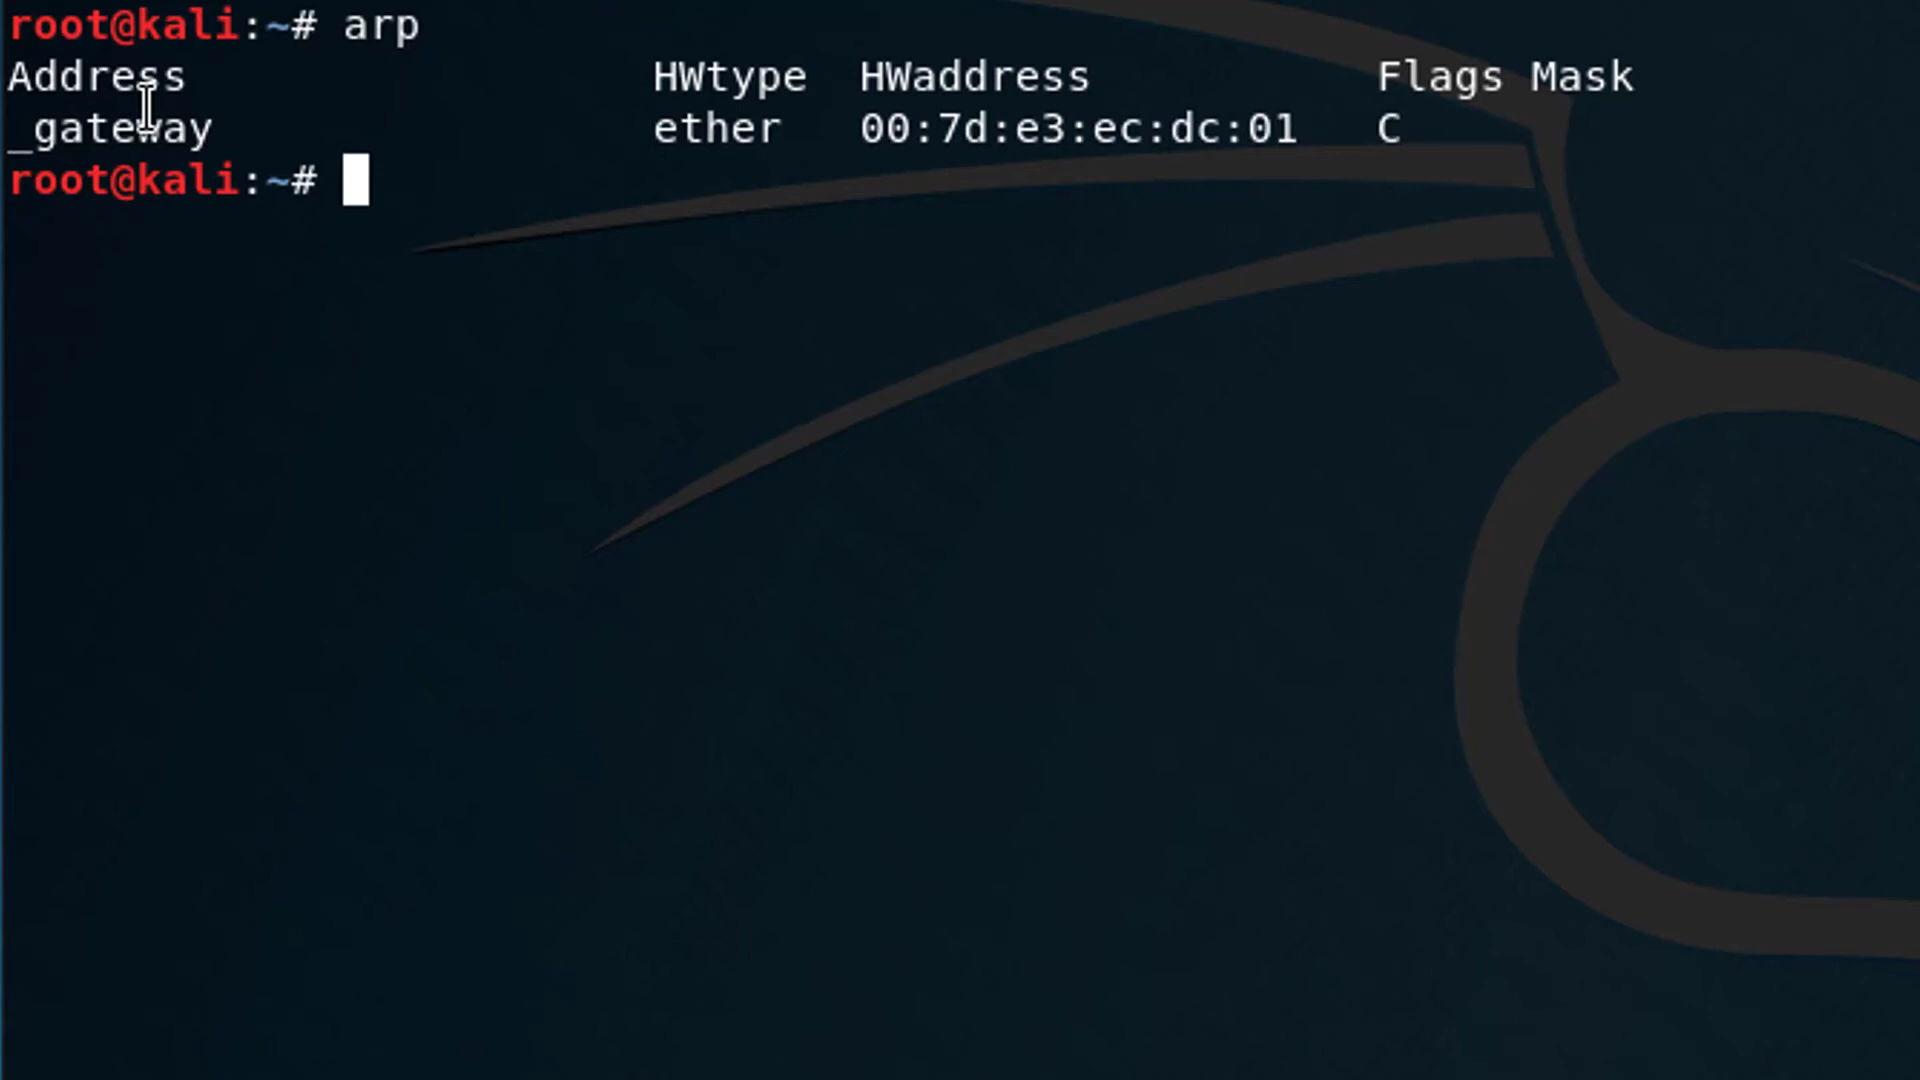 root@kali:~# arp
Address HWtype HWaddress Flags Mask
_gateway ether 00:7d:e3:ec:dc:01 C
root@kali:~#